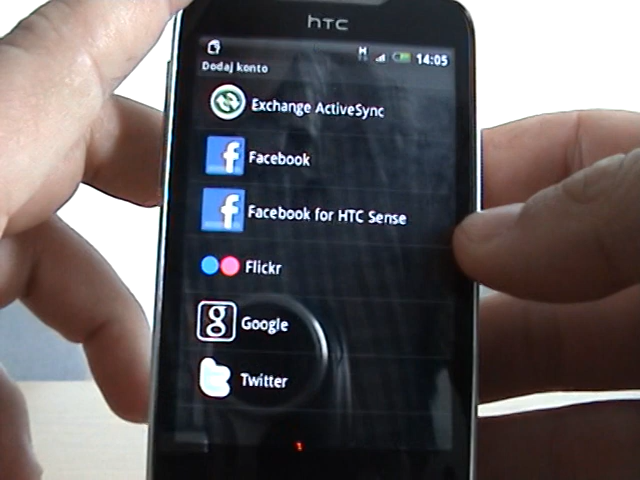 hTC
H
14:05
Dodaj konto
Exchange ActiveSync
f
Facebook
f
Facebook for HTC Sense
Flickr
g
Google
t
Twitter